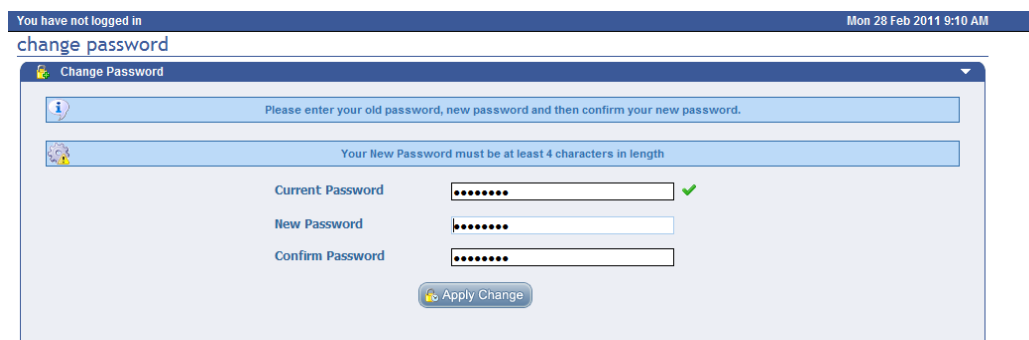 You have not logged in Mon 28 Feb 2011 9:10 AM
change password
Change Password
Please enter your old password, new password and then confirm your new password.
Your New Password must be at least 4 characters in length
Current Password ••••••••
New Password ••••••••
Confirm Password ••••••••
Apply Change